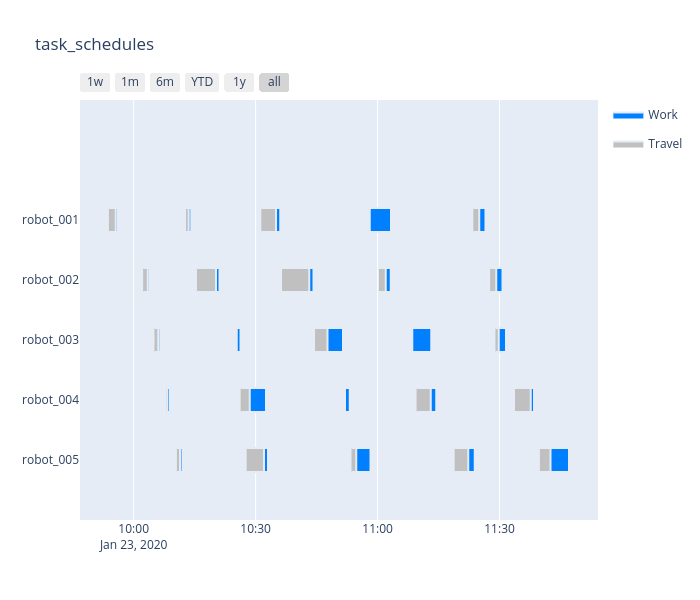 task_schedules
1w 1m 6m YTD 1y all
Work
Travel
robot_001
robot_002
robot_003
robot_004
robot_005
10:00 10:30 11:00 11:30
Jan 23, 2020